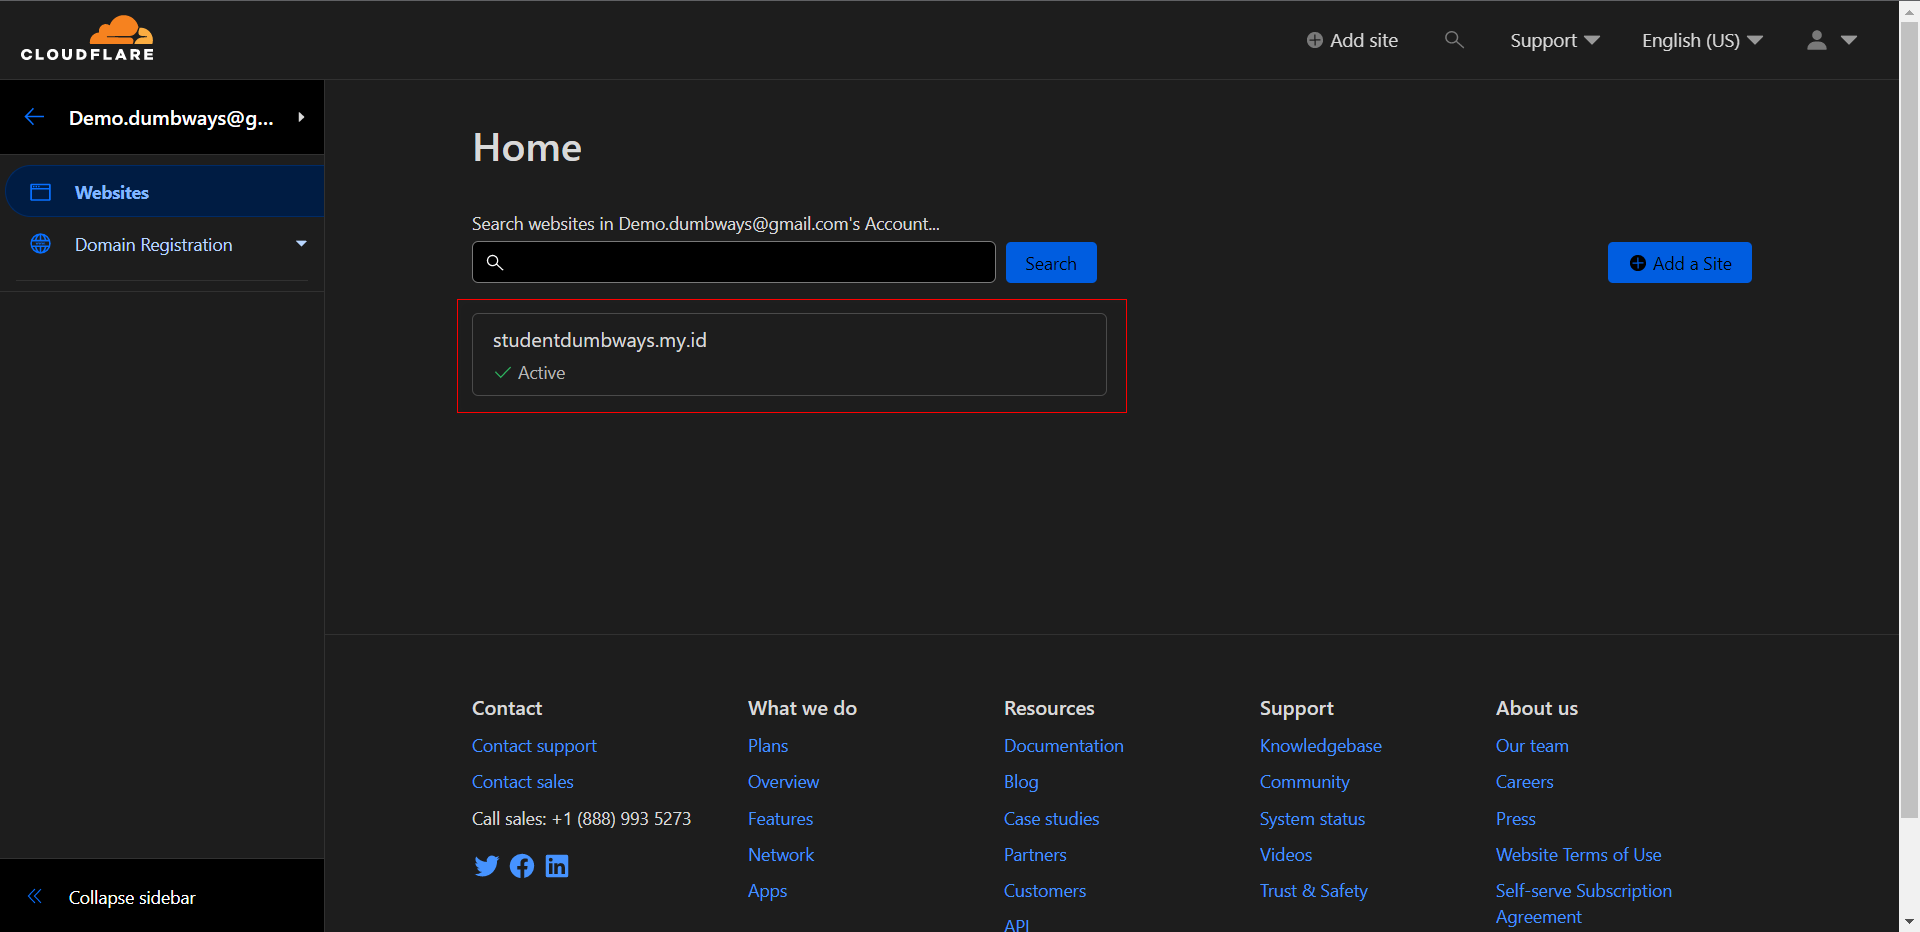 CLOUDFLARE
Add site
Support
English (US)
Demo.dumbways@g...
Websites
Domain Registration
Home
Search websites in Demo.dumbways@gmail.com's Account...
Search
Add a Site
studentdumbways.my.id
Active
Contact
Contact support
Contact sales
Call sales: +1 (888) 993 5273
What we do
Plans
Overview
Features
Network
Apps
Resources
Documentation
Blog
Case studies
Partners
Customers
API
Support
Knowledgebase
Community
System status
Videos
Trust & Safety
About us
Our team
Careers
Press
Website Terms of Use
Self-serve Subscription
Agreement
Collapse sidebar